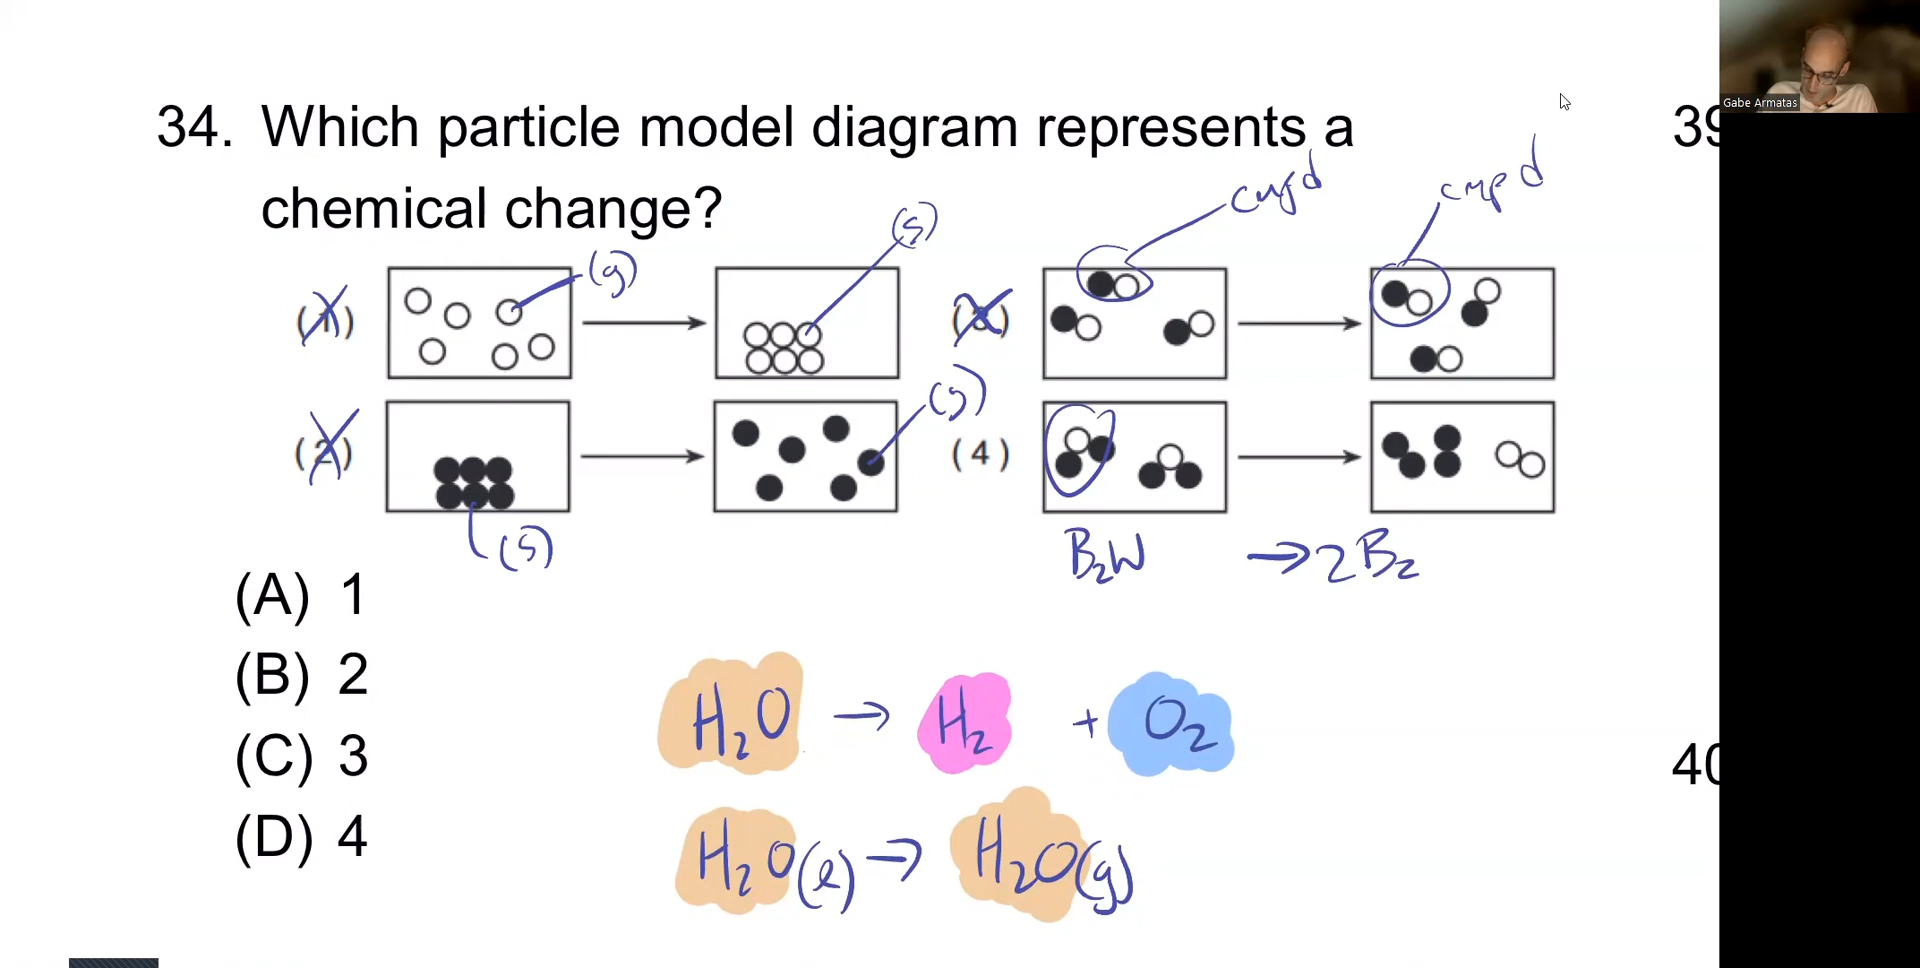 Gabe Armatas
34. Which particle model diagram represents a
39
chemical change?
cmpd
cmpd
(g)
(s)
(1)
(3)
(g)
(2)
(4)
(s)
B₂W → 2B₂
(A) 1
(B) 2
(C) 3
(D) 4
H₂O → H₂ + O₂
40
H₂O(l) → H₂O(g)